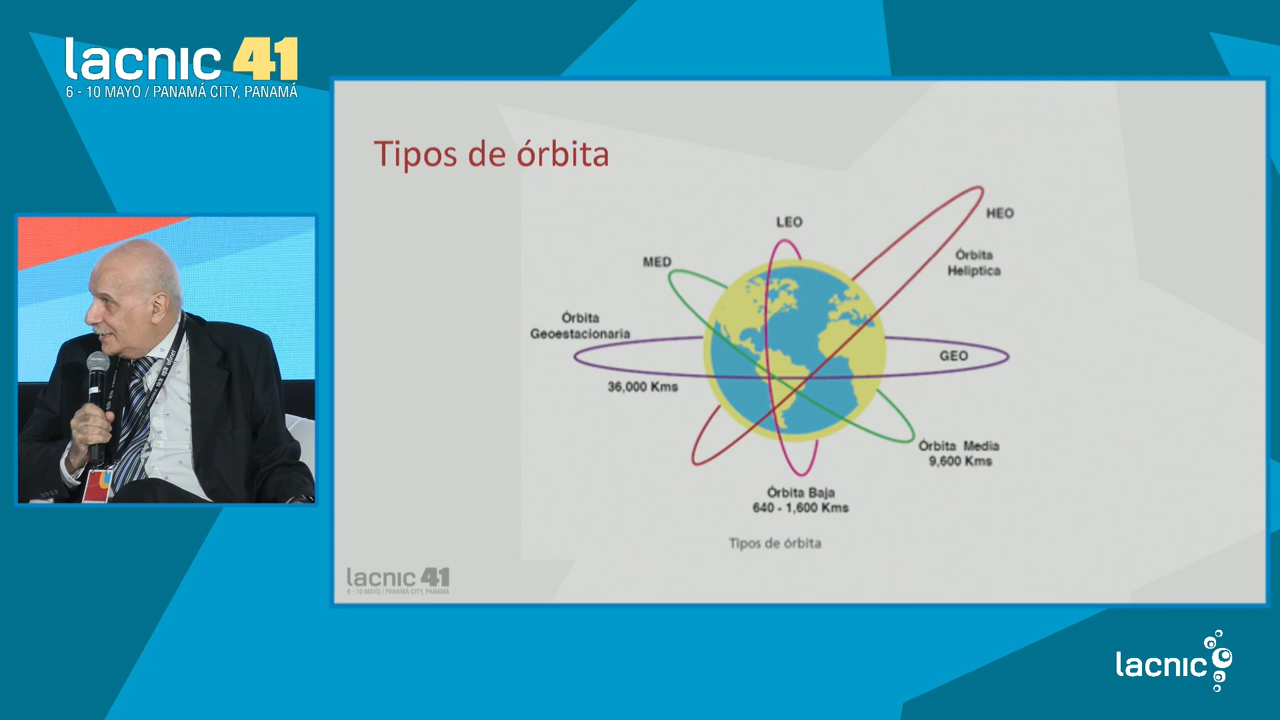 lacnic 41
6 - 10 MAYO / PANAMÁ CITY, PANAMÁ
Tipos de órbita
LEO
HEO
MED
Órbita
Helíptica
Órbita
Geoestacionaria
GEO
36,000 Kms
Órbita Media
9,600 Kms
Órbita Baja
640 - 1,600 Kms
Tipos de órbita
lacnic 41
6 - 10 MAYO / PANAMÁ CITY, PANAMÁ
lacnic